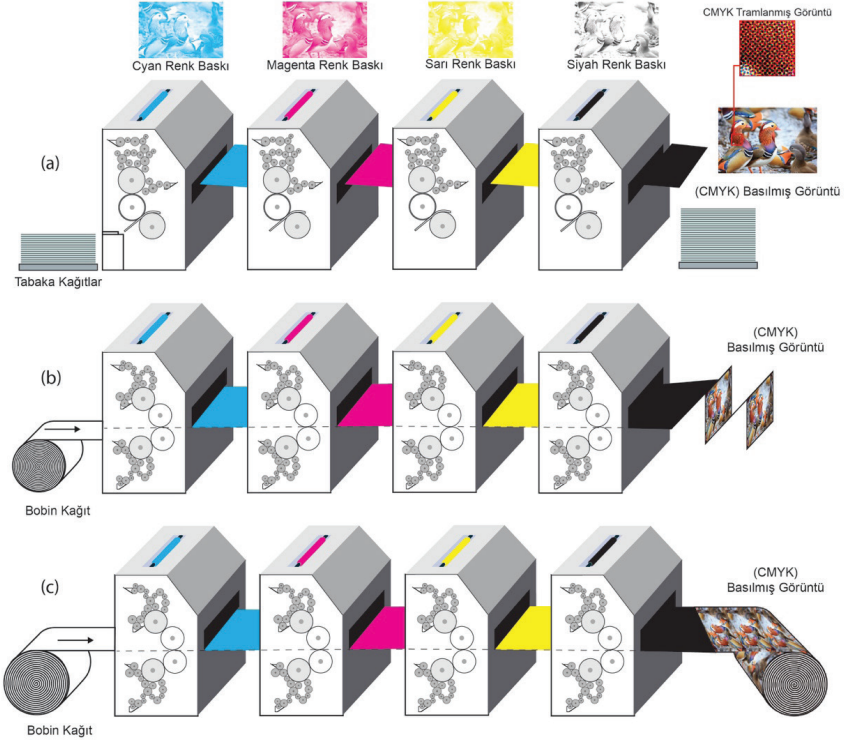 CMYK Tramlanmış Görüntü
Cyan Renk Baskı
Magenta Renk Baskı
Sarı Renk Baskı
Siyah Renk Baskı
(a)
(CMYK) Basılmış Görüntü
Tabaka Kağıtlar
(b)
(CMYK)
Basılmış Görüntü
Bobin Kağıt
(c)
(CMYK)
Basılmış Görüntü
Bobin Kağıt